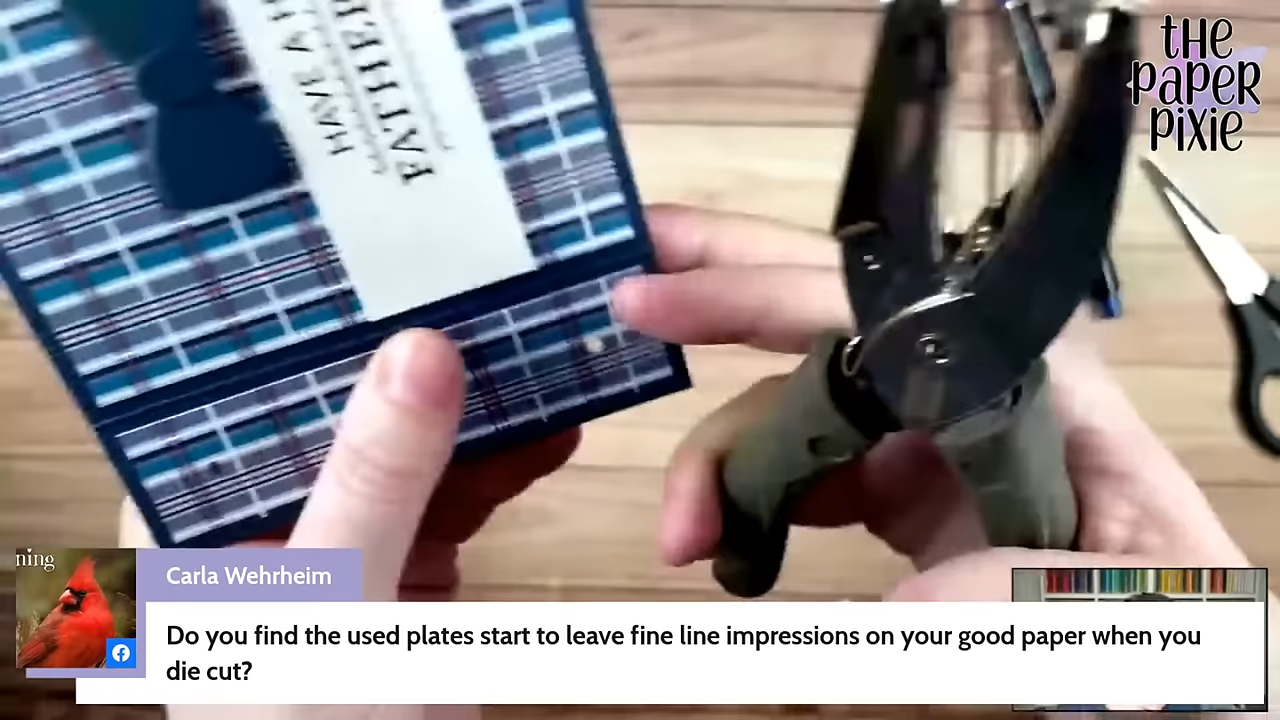 HAVE A
FATHER
tHE
PAPER
PiXiE
ning
Carla Wehrheim
Do you find the used plates start to leave fine line impressions on your good paper when you
die cut?